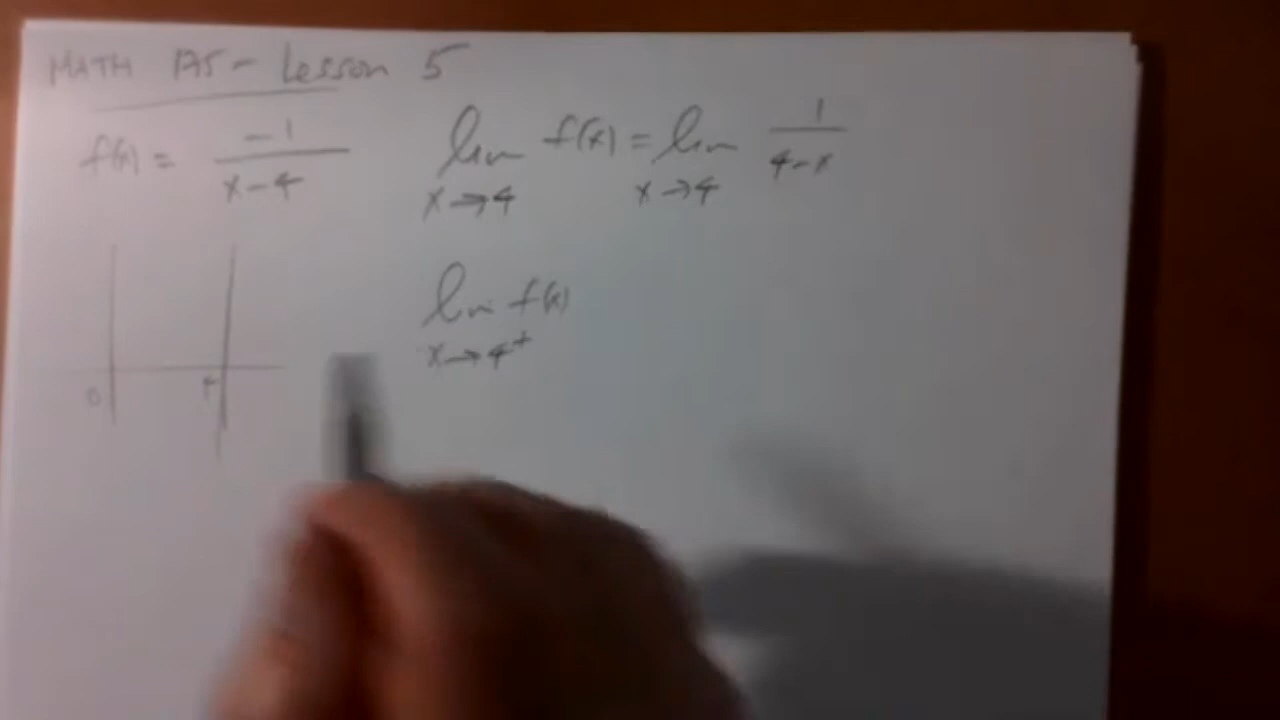 MATH 175 - Lesson 5
f(x) = -1/(x-4)
lim x→4 f(x) = lim x→4 1/(4-x)
lim x→4⁺ f(x)
0 4